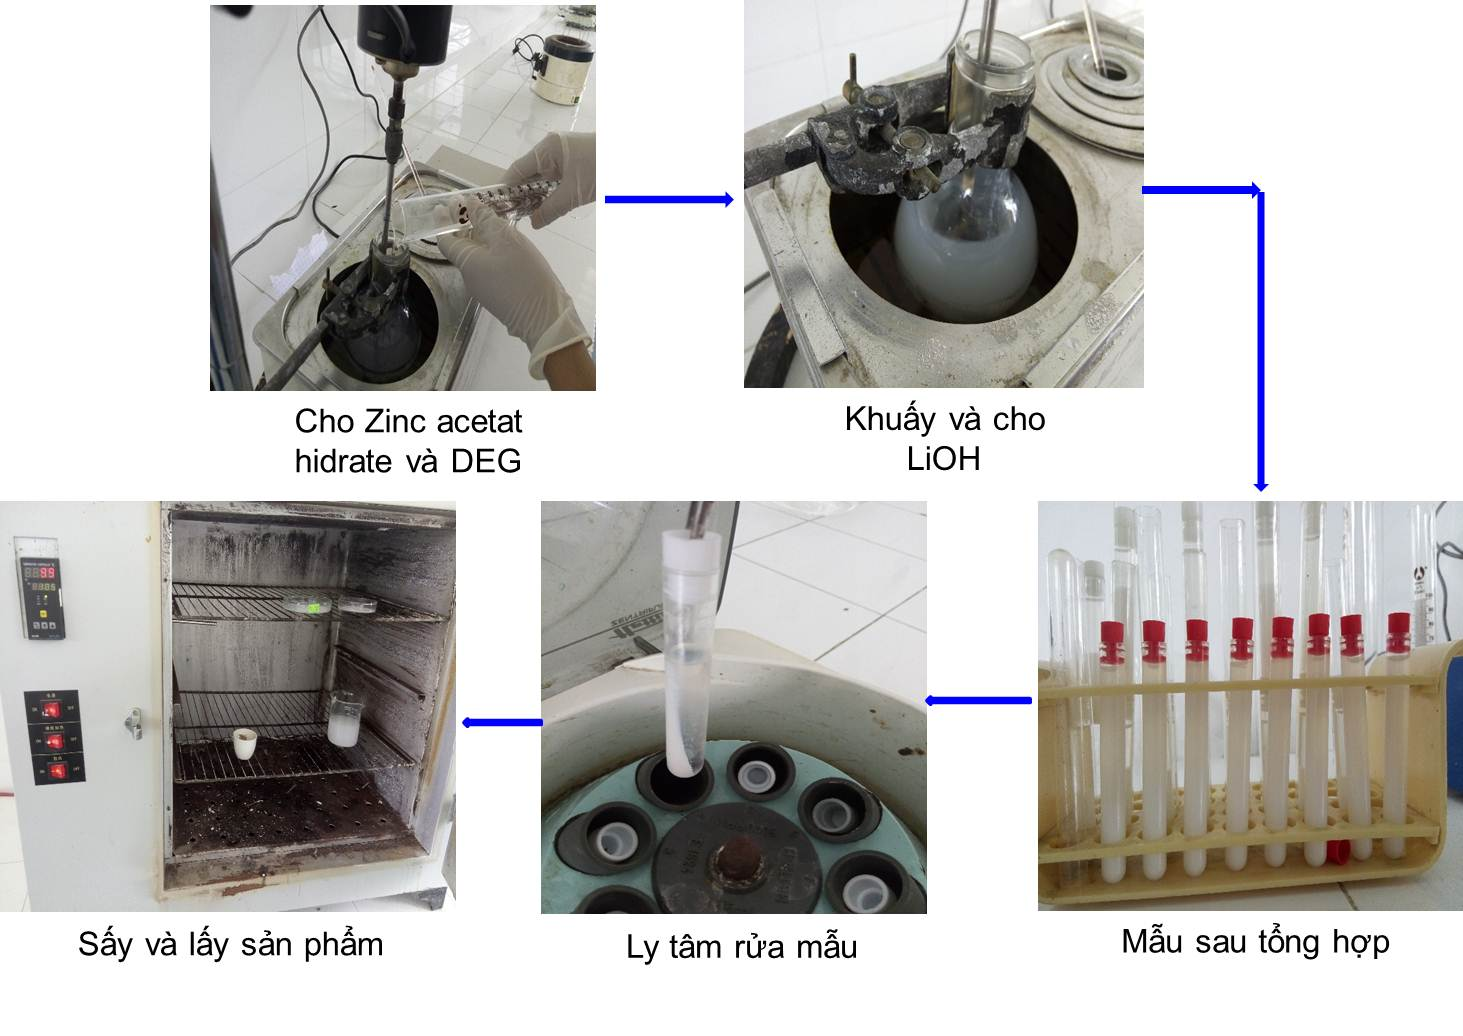 Cho Zinc acetat
hidrate và DEG
Khuấy và cho
LiOH
Mẫu sau tổng hợp
Ly tâm rửa mẫu
Sấy và lấy sản phẩm